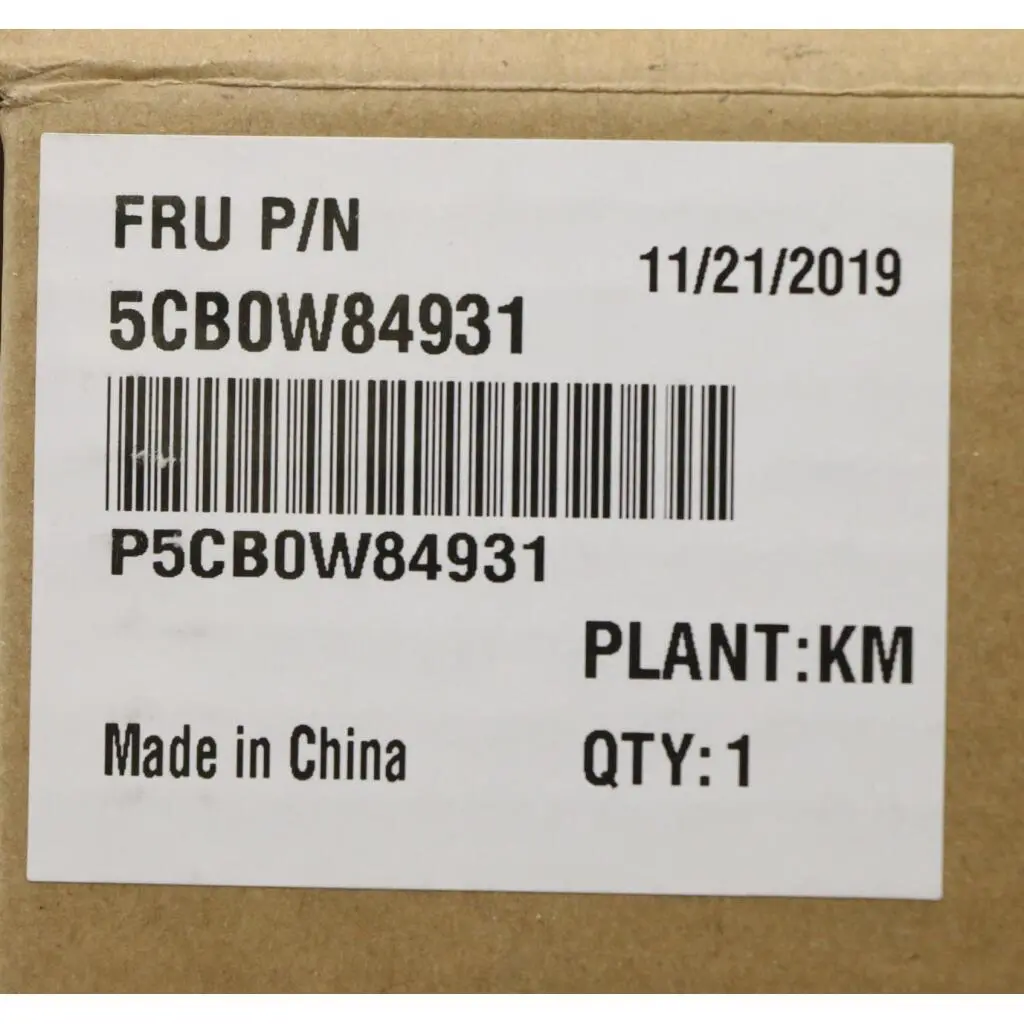 FRU P/N
11/21/2019
5CB0W84931
P5CB0W84931
PLANT:KM
Made in China
QTY: 1